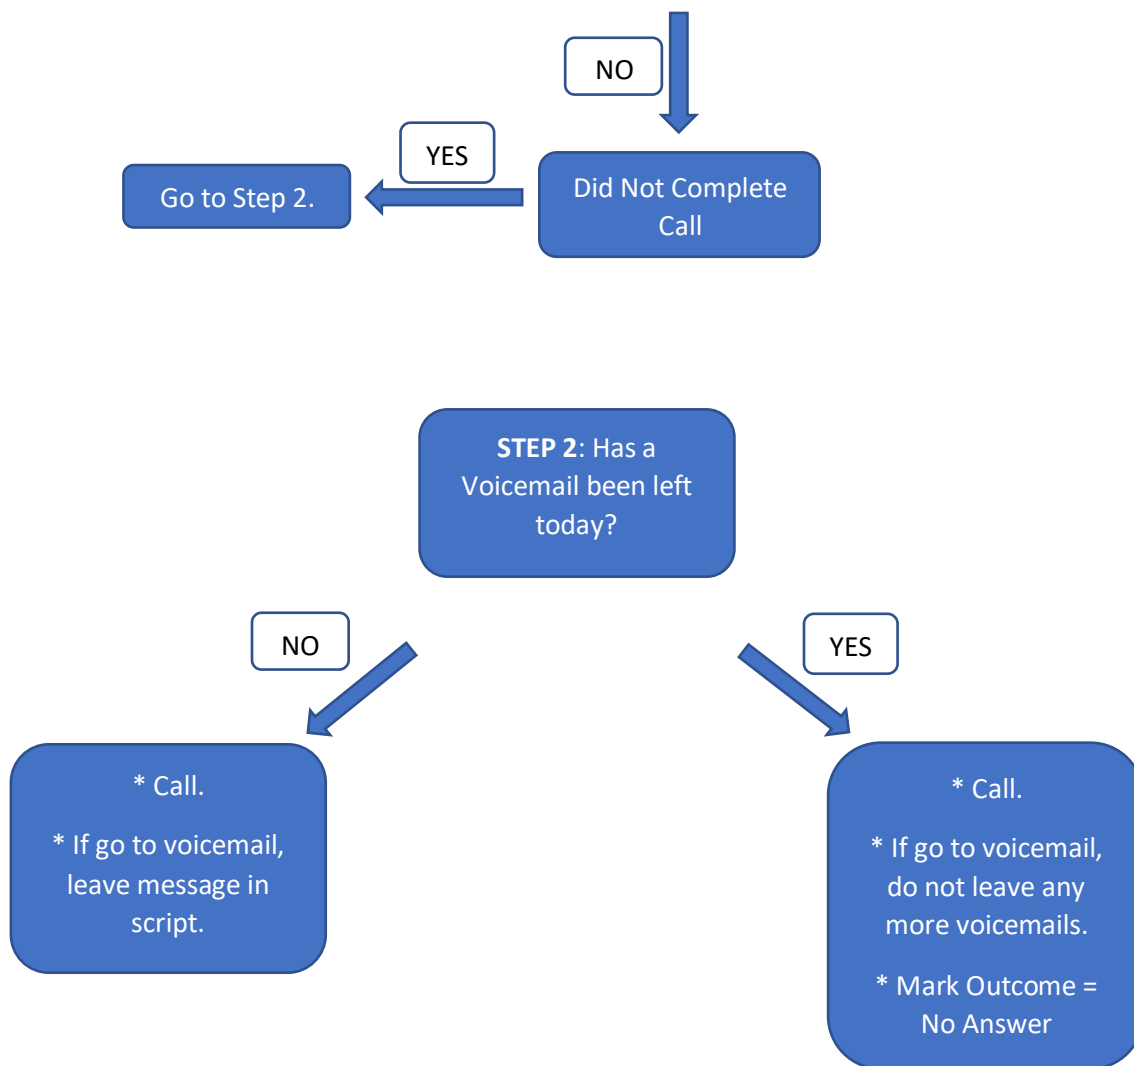 NO
YES
Go to Step 2.
Did Not Complete
Call
STEP 2: Has a
Voicemail been left
today?
NO
YES
* Call.
* If go to voicemail,
leave message in
script.
* Call.
* If go to voicemail,
do not leave any
more voicemails.
* Mark Outcome =
No Answer